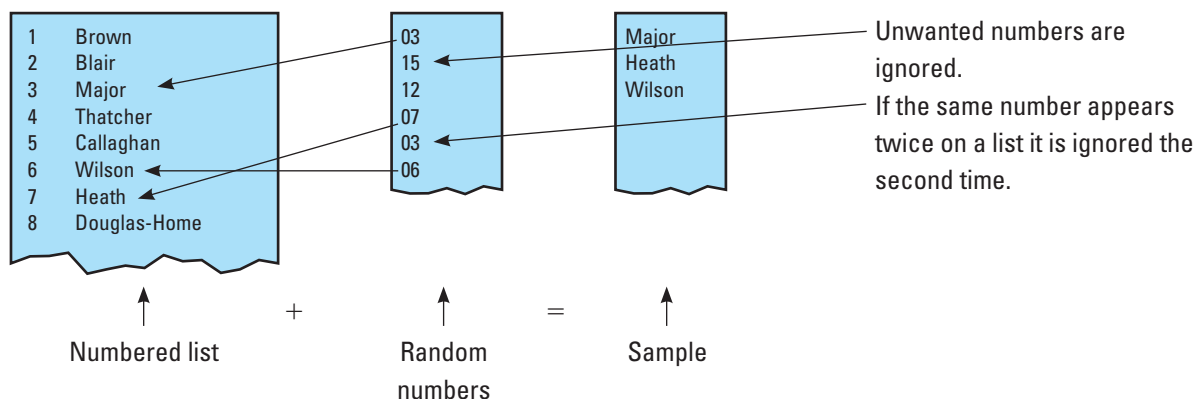 1 Brown
2 Blair
3 Major
4 Thatcher
5 Callaghan
6 Wilson
7 Heath
8 Douglas-Home
03
15
12
07
03
06
Major
Heath
Wilson
Unwanted numbers are
ignored.
If the same number appears
twice on a list it is ignored the
second time.
+
=
Numbered list
Random
numbers
Sample